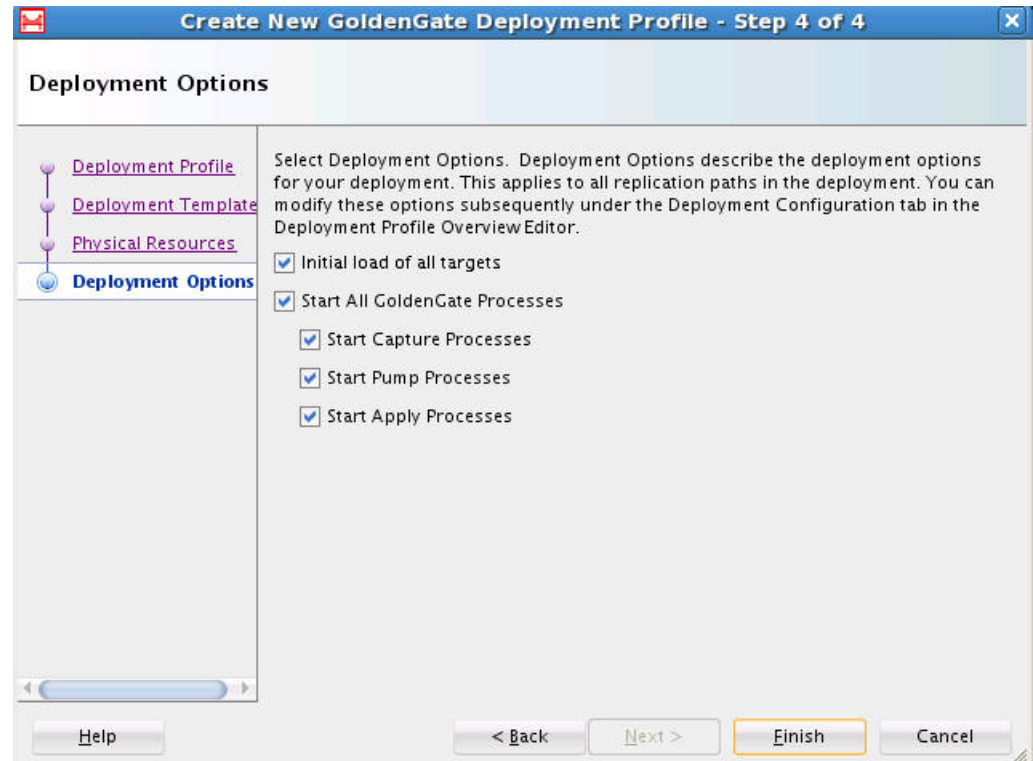 Create New GoldenGate Deployment Profile - Step 4 of 4
Deployment Options
Deployment Profile
Deployment Template
Physical Resources
Deployment Options
Select Deployment Options. Deployment Options describe the deployment options
for your deployment. This applies to all replication paths in the deployment. You can
modify these options subsequently under the Deployment Configuration tab in the
Deployment Profile Overview Editor.
Initial load of all targets
Start All GoldenGate Processes
Start Capture Processes
Start Pump Processes
Start Apply Processes
Help
< Back
Next >
Finish
Cancel